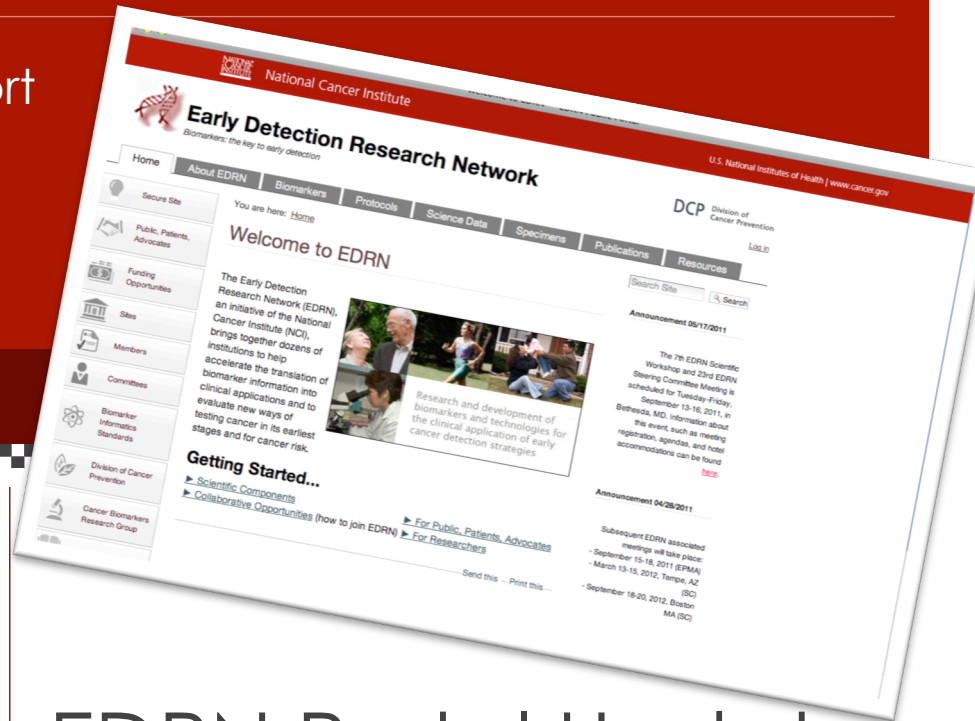 ort
National Cancer Institute
U.S. National Institutes of Health | www.cancer.gov
Early Detection Research Network
Biomarkers: the key to early detection
DCP Division of
Cancer Prevention
Log in
Home
About EDRN
Biomarkers
Protocols
Science Data
Specimens
Publications
Resources
Search Site
Search
Secure Site
Public, Patients,
Advocates
Funding
Opportunities
Sites
Members
Committees
Biomarker
Informatics
Standards
Division of Cancer
Prevention
Cancer Biomarkers
Research Group
You are here: Home
Welcome to EDRN
The Early Detection
Research Network (EDRN),
an initiative of the National
Cancer Institute (NCI),
brings together dozens of
institutions to help
accelerate the translation of
biomarker information into
clinical applications and to
evaluate new ways of
testing cancer in its earliest
stages and for cancer risk.
Research and development of
biomarkers and technologies for
the clinical application of early
cancer detection strategies
Getting Started...
► Scientific Components
► Collaborative Opportunities (how to join EDRN)
► For Public, Patients, Advocates
► For Researchers
Send this — Print this —
Announcement 05/17/2011
The 7th EDRN Scientific
Workshop and 23rd EDRN
Steering Committee Meeting is
scheduled for Tuesday-Friday,
September 13-16, 2011, in
Bethesda, MD. Information about
this event, such as meeting
registration, agendas, and hotel
accommodations can be found
here.
Announcement 04/28/2011
Subsequent EDRN associated
meetings will take place:
- September 15-18, 2011 (EPMA)
- March 13-15, 2012, Tempe, AZ
(SC)
- September 18-20, 2012, Boston
MA (SC)